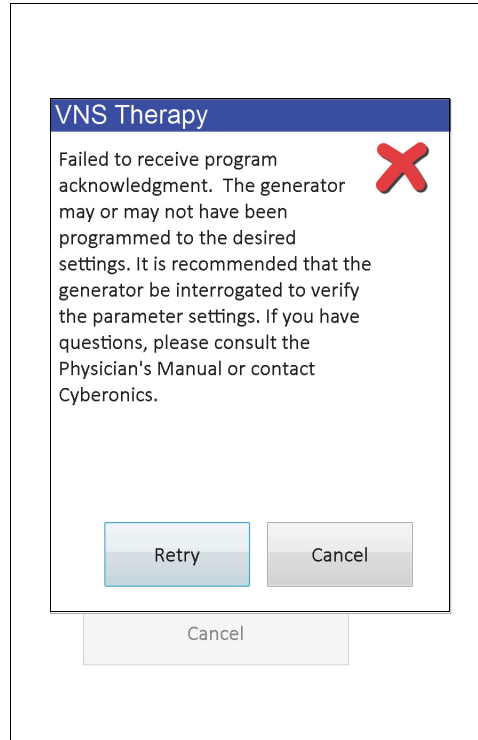 VNS Therapy
Failed to receive program
acknowledgment.  The generator
may or may not have been
programmed to the desired
settings. It is recommended that the
generator be interrogated to verify
the parameter settings. If you have
questions, please consult the
Physician's Manual or contact
Cyberonics.
Retry
Cancel
Cancel